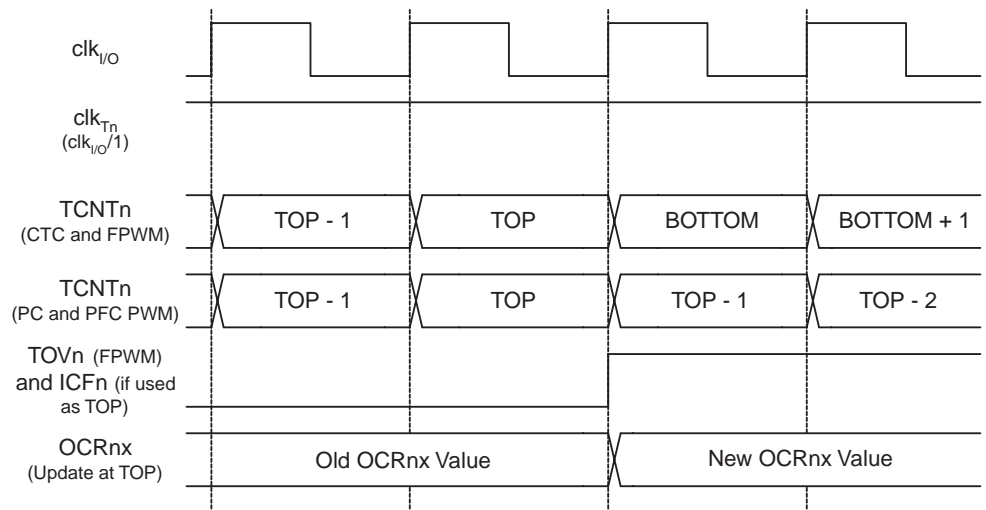 clkI/O
clkTn
(clkI/O/1)
TCNTn
(CTC and FPWM)
TOP - 1
TOP
BOTTOM
BOTTOM + 1
TCNTn
(PC and PFC PWM)
TOP - 1
TOP
TOP - 1
TOP - 2
TOVn (FPWM)
and ICFn (if used
as TOP)
OCRnx
(Update at TOP)
Old OCRnx Value
New OCRnx Value